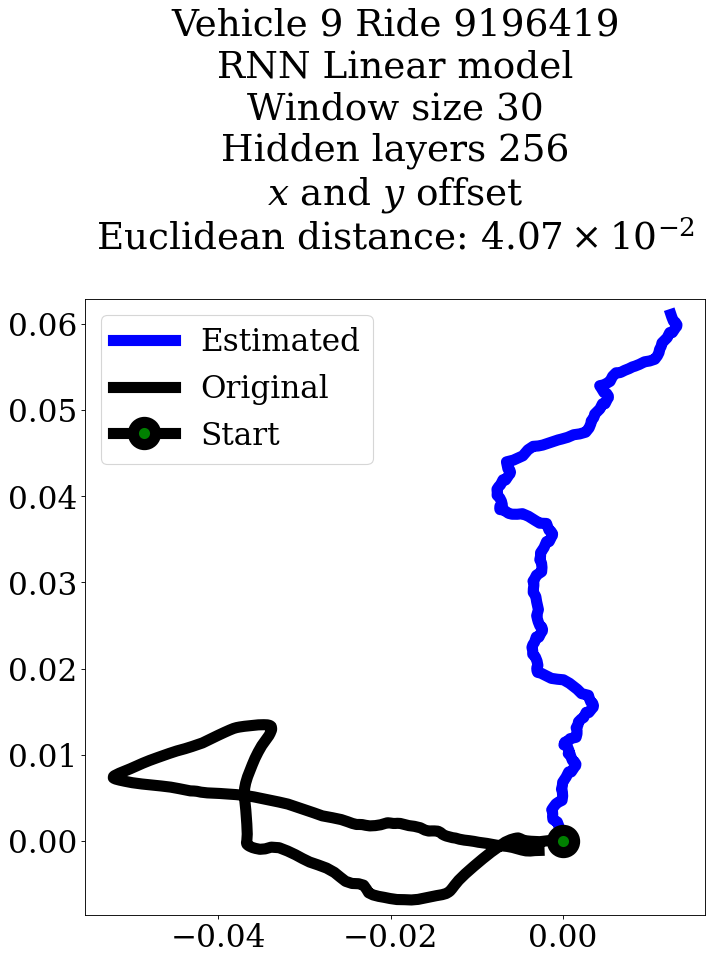 Vehicle 9 Ride 9196419
RNN Linear model
Window size 30
Hidden layers 256
x and y offset
Euclidean distance: 4.07 × 10⁻²
Estimated
Original
Start
0.06
0.05
0.04
0.03
0.02
0.01
0.00
−0.04
−0.02
0.00